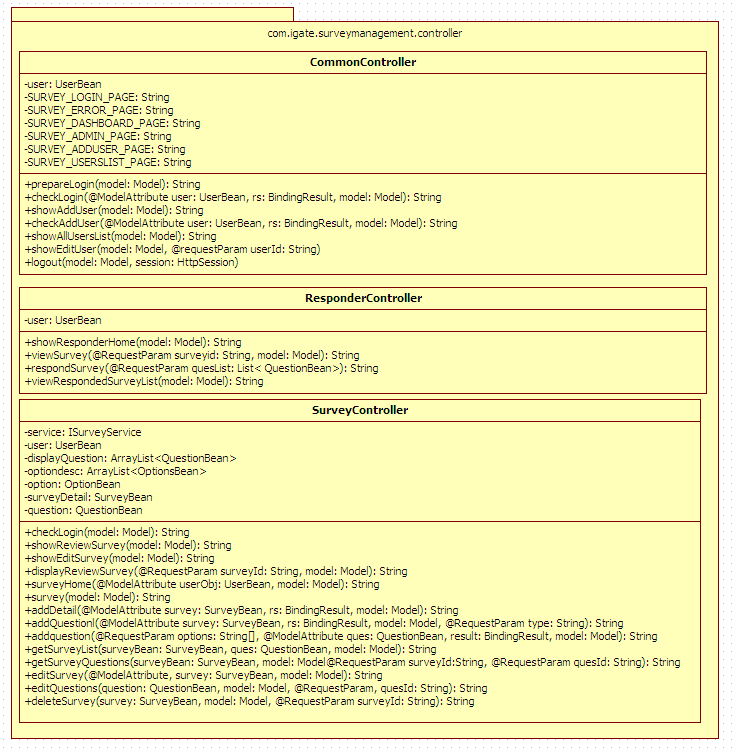 com.igate.surveymanagement.controller
CommonController
-user: UserBean
-SURVEY_LOGIN_PAGE: String
-SURVEY_ERROR_PAGE: String
-SURVEY_DASHBOARD_PAGE: String
-SURVEY_ADMIN_PAGE: String
-SURVEY_ADDUSER_PAGE: String
-SURVEY_USERSLIST_PAGE: String
+prepareLogin(model: Model): String
+checkLogin(@ModelAttribute user: UserBean, rs: BindingResult, model: Model): String
+showAddUser(model: Model): String
+checkAddUser(@ModelAttribute user: UserBean, rs: BindingResult, model: Model): String
+showAllUsersList(model: Model): String
+showEditUser(model: Model, @requestParam userId: String)
+logout(model: Model, session: HttpSession)
ResponderController
-user: UserBean
+showResponderHome(model: Model): String
+viewSurvey(@RequestParam surveyid: String, model: Model): String
+respondSurvey(@RequestParam quesList: List< QuestionBean>): String
+viewRespondedSurveyList(model: Model): String
SurveyController
-service: ISurveyService
-user: UserBean
-displayQuestion: ArrayList<QuestionBean>
-optiondesc: ArrayList<OptionsBean>
-option: OptionBean
-surveyDetail: SurveyBean
-question: QuestionBean
+checkLogin(model: Model): String
+showReviewSurvey(model: Model): String
+showEditSurvey(model: Model): String
+displayReviewSurvey(@RequestParam surveyId: String, model: Model): String
+surveyHome(@ModelAttribute userObj: UserBean, model: Model): String
+survey(model: Model): String
+addDetail(@ModelAttribute survey: SurveyBean, rs: BindingResult, model: Model): String
+addQuestionl(@ModelAttribute survey: SurveyBean, rs: BindingResult, model: Model, @RequestParam type: String): String
+addquestion(@RequestParam options: String[], @ModelAttribute ques: QuestionBean, result: BindingResult, model: Model): String
+getSurveyList(surveyBean: SurveyBean, ques: QuestionBean, model: Model): String
+getSurveyQuestions(surveyBean: SurveyBean, model: Model@RequestParam surveyId:String, @RequestParam quesId: String): String
+editSurvey(@ModelAttribute, survey: SurveyBean, model: Model): String
+editQuestions(question: QuestionBean, model: Model, @RequestParam, quesId: String): String
+deleteSurvey(survey: SurveyBean, model: Model, @RequestParam surveyId: String): String